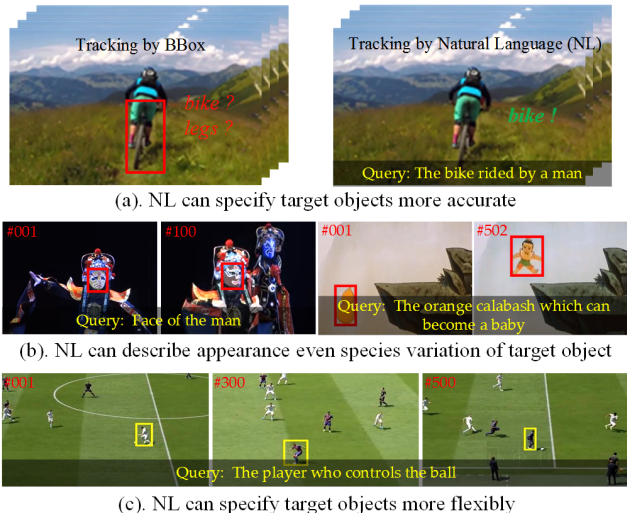 Tracking by BBox
Tracking by Natural Language (NL)
bike ?
legs ?
bike !
Query: The bike rided by a man
(a). NL can specify target objects more accurate
#001
#100
#001
#502
Query: Face of the man
Query: The orange calabash which can
become a baby
(b). NL can describe appearance even species variation of target object
#001
#300
#500
Query: The player who controls the ball
(c). NL can specify target objects more flexibly